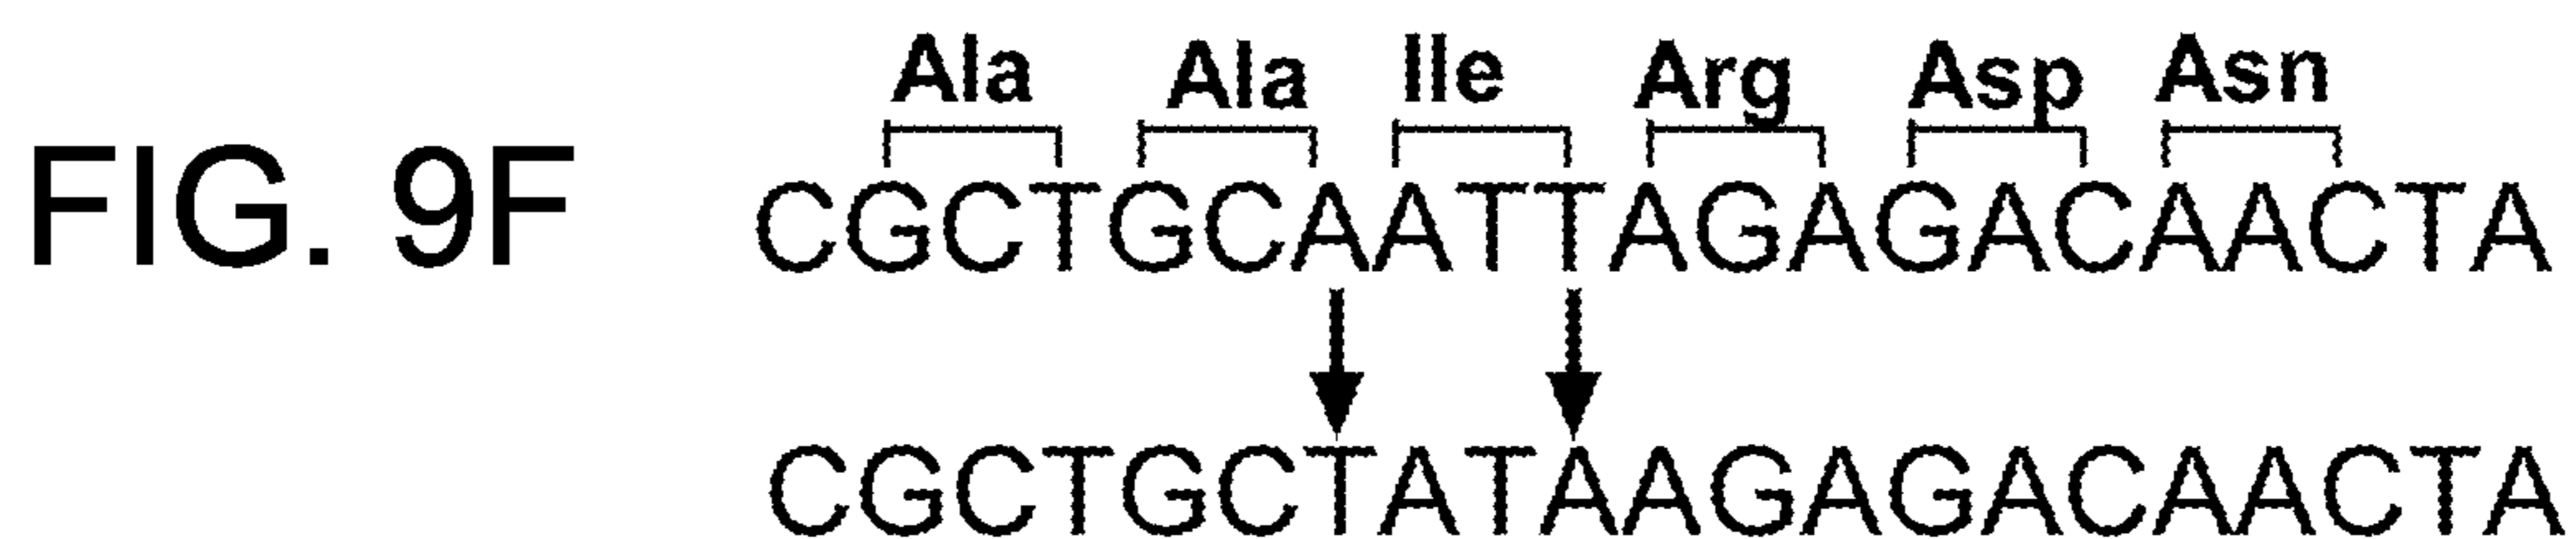 Ala Ala Ile Arg Asp Asn
FIG. 9F CGCTGCAATTAGAGACAACTA
CGCTGCTATAAGAGACAACTA